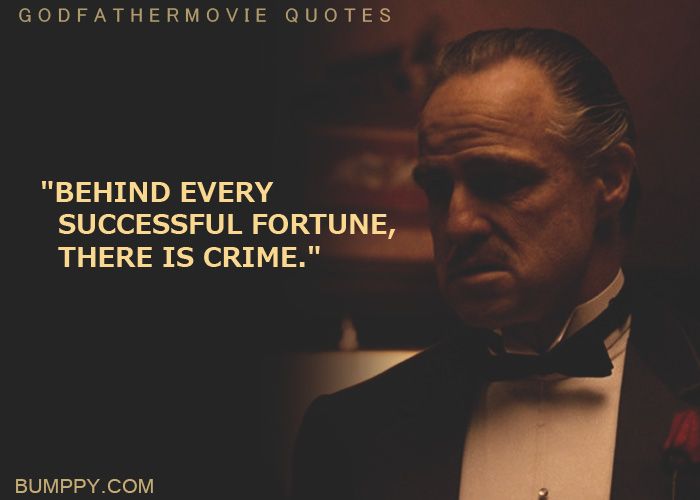 GODFATHERMOVIE QUOTES
"BEHIND EVERY
SUCCESSFUL FORTUNE,
THERE IS CRIME."
BUMPPY.COM